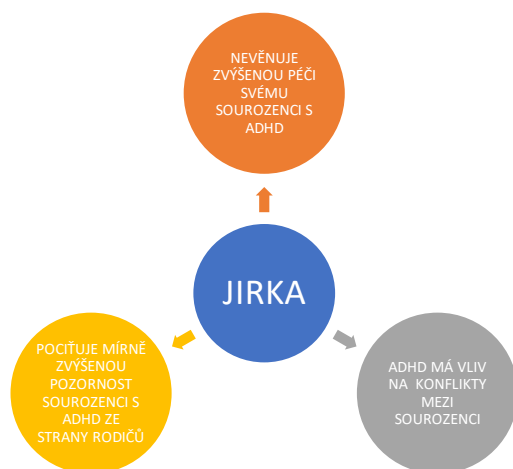 NEVĚNUJE
ZVÝŠENOU PÉČI
SVÉMU
SOUROZENCI S
ADHD
JIRKA
POCIŤUJE MÍRNĚ
ZVÝŠENOU
POZORNOST
SOUROZENCI S
ADHD ZE
STRANY RODIČŮ
ADHD MÁ VLIV
NA KONFLIKTY
MEZI
SOUROZENCI